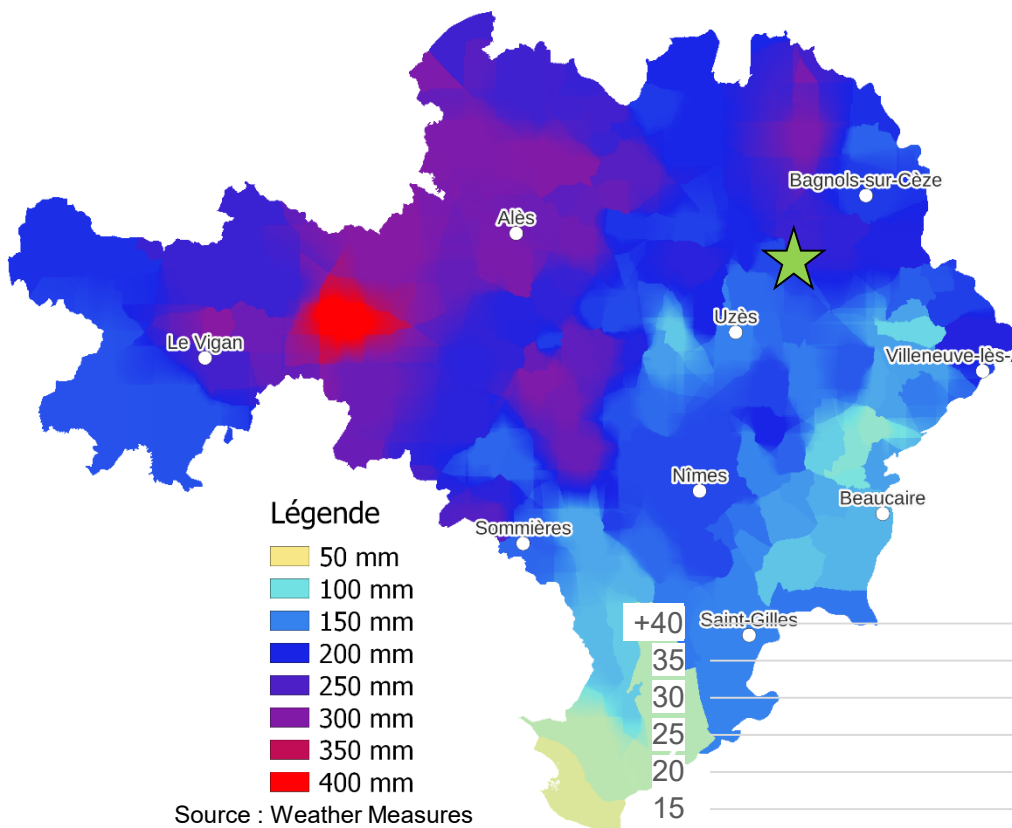 Bagnols-sur-Cèze
Alès
Uzès
Le Vigan
Villeneuve-lès-A
Nîmes
Beaucaire
Sommières
Saint-Gilles
Légende
50 mm
100 mm
150 mm
200 mm
250 mm
300 mm
350 mm
400 mm
Source : Weather Measures
+40
35
30
25
20
15